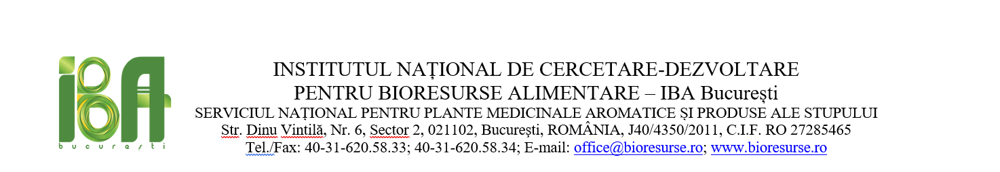 IBA
bucurești
INSTITUTUL NAȚIONAL DE CERCETARE-DEZVOLTARE
PENTRU BIORESURSE ALIMENTARE – IBA București
SERVICIUL NAȚIONAL PENTRU PLANTE MEDICINALE AROMATICE ȘI PRODUSE ALE STUPULUI
Str. Dinu Vintilă, Nr. 6, Sector 2, 021102, Bucureşti, ROMÂNIA, J40/4350/2011, C.I.F. RO 27285465
Tel./Fax: 40-31-620.58.33; 40-31-620.58.34; E-mail: office@bioresurse.ro; www.bioresurse.ro